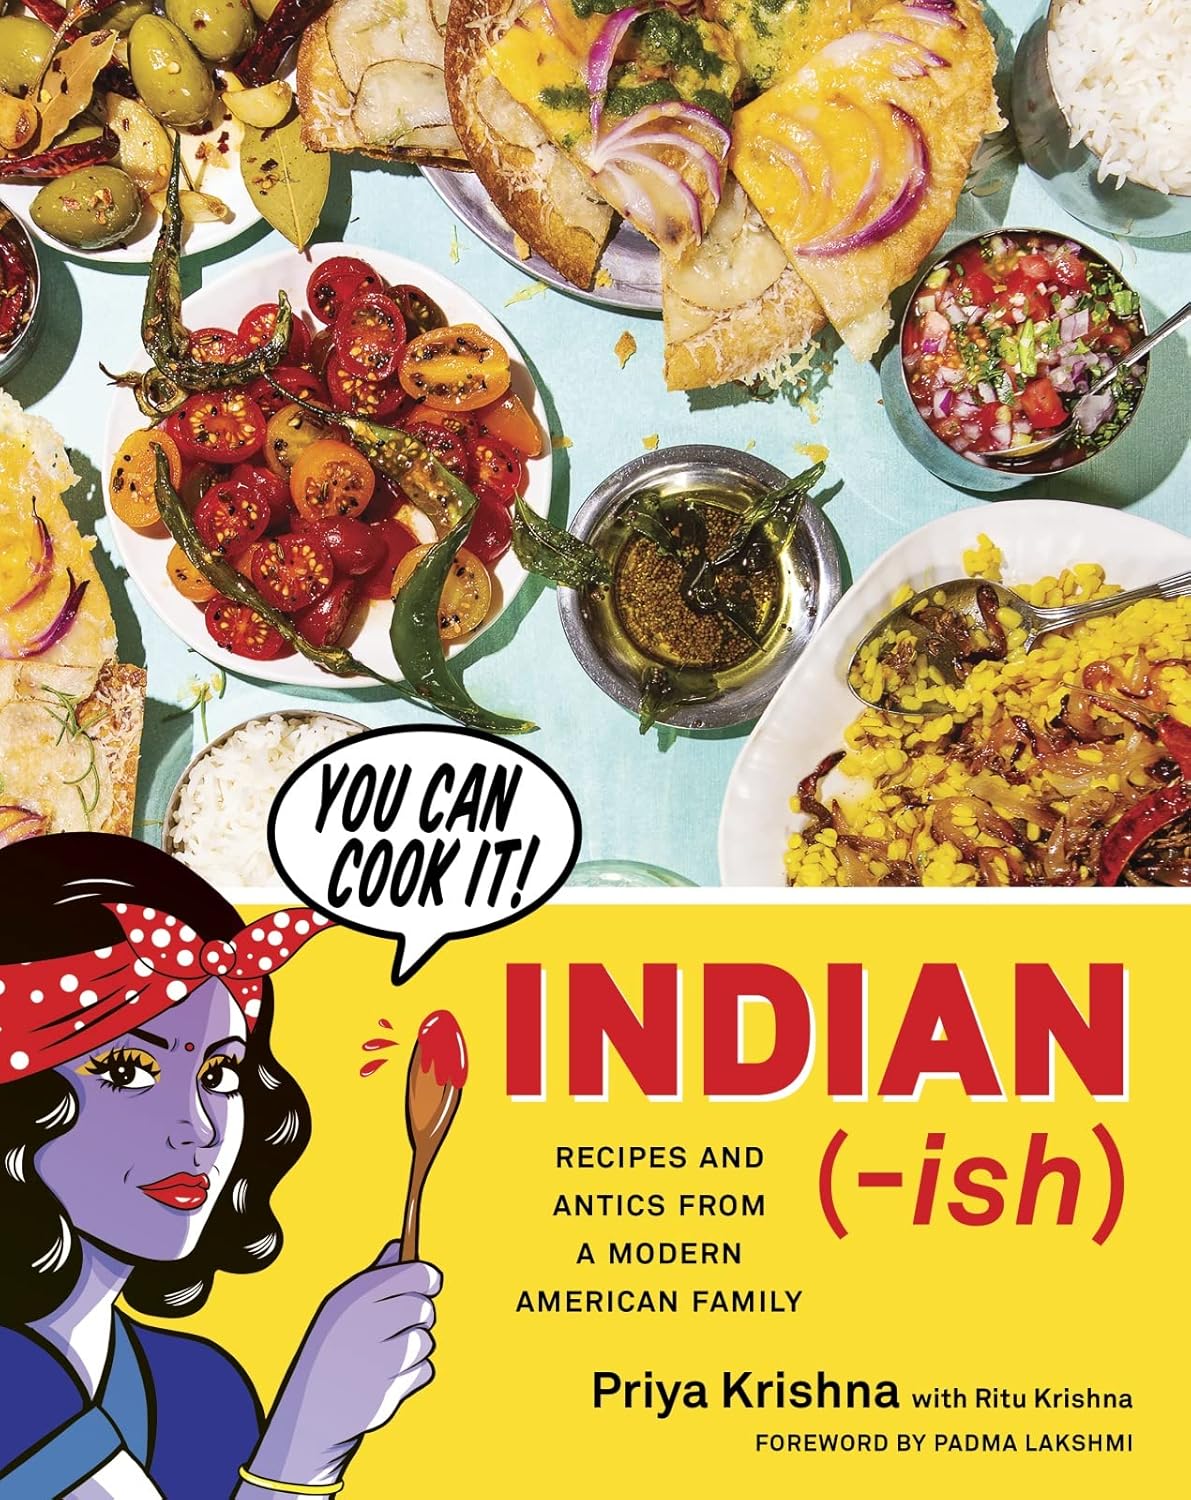 YOU CAN
COOK IT!
INDIAN
(-ish)
RECIPES AND
ANTICS FROM
A MODERN
AMERICAN FAMILY
Priya Krishna with Ritu Krishna
FOREWORD BY PADMA LAKSHMI